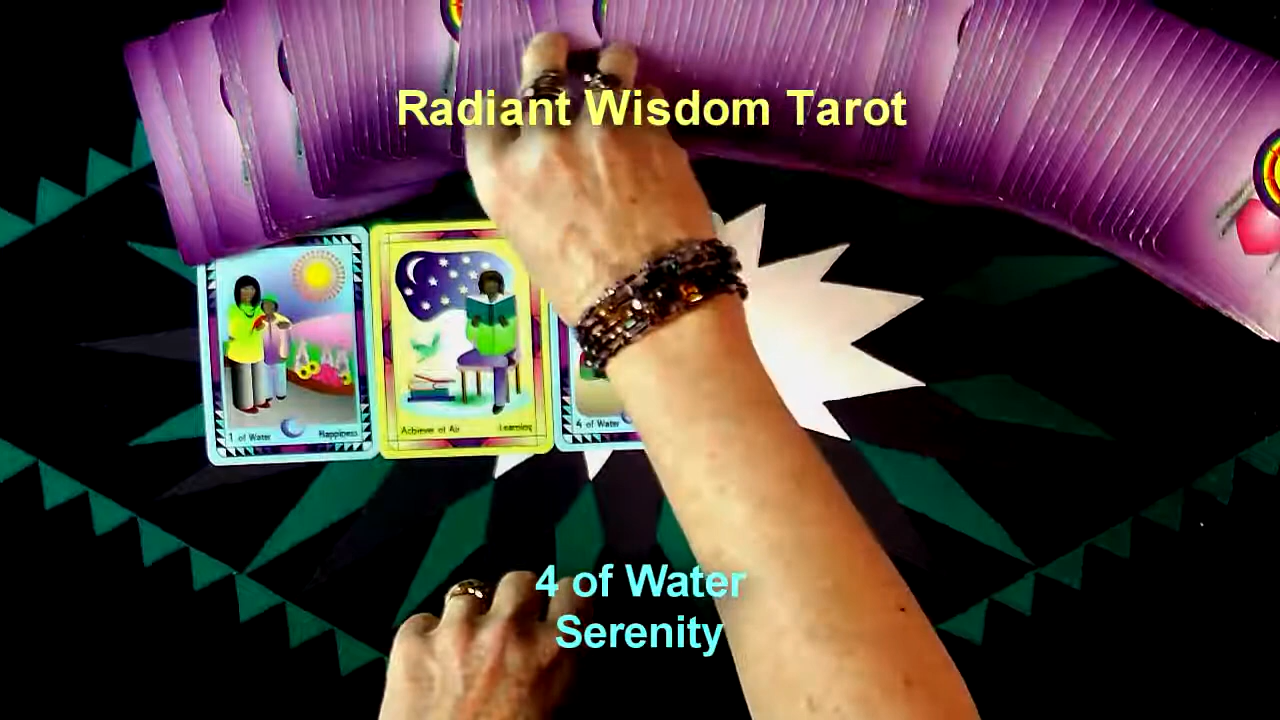 Radiant Wisdom Tarot
1 of Water Happiness
Achiever of Air Learning
4 of Water
4 of Water
Serenity